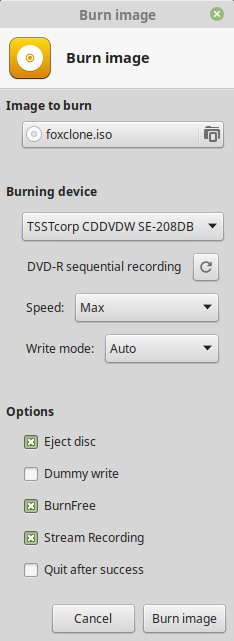 Burn image
Burn image
Image to burn
foxclone.iso
Burning device
TSSTcorp CDDVDW SE-208DB
DVD-R sequential recording
Speed: Max
Write mode: Auto
Options
Eject disc
Dummy write
BurnFree
Stream Recording
Quit after success
Cancel Burn image